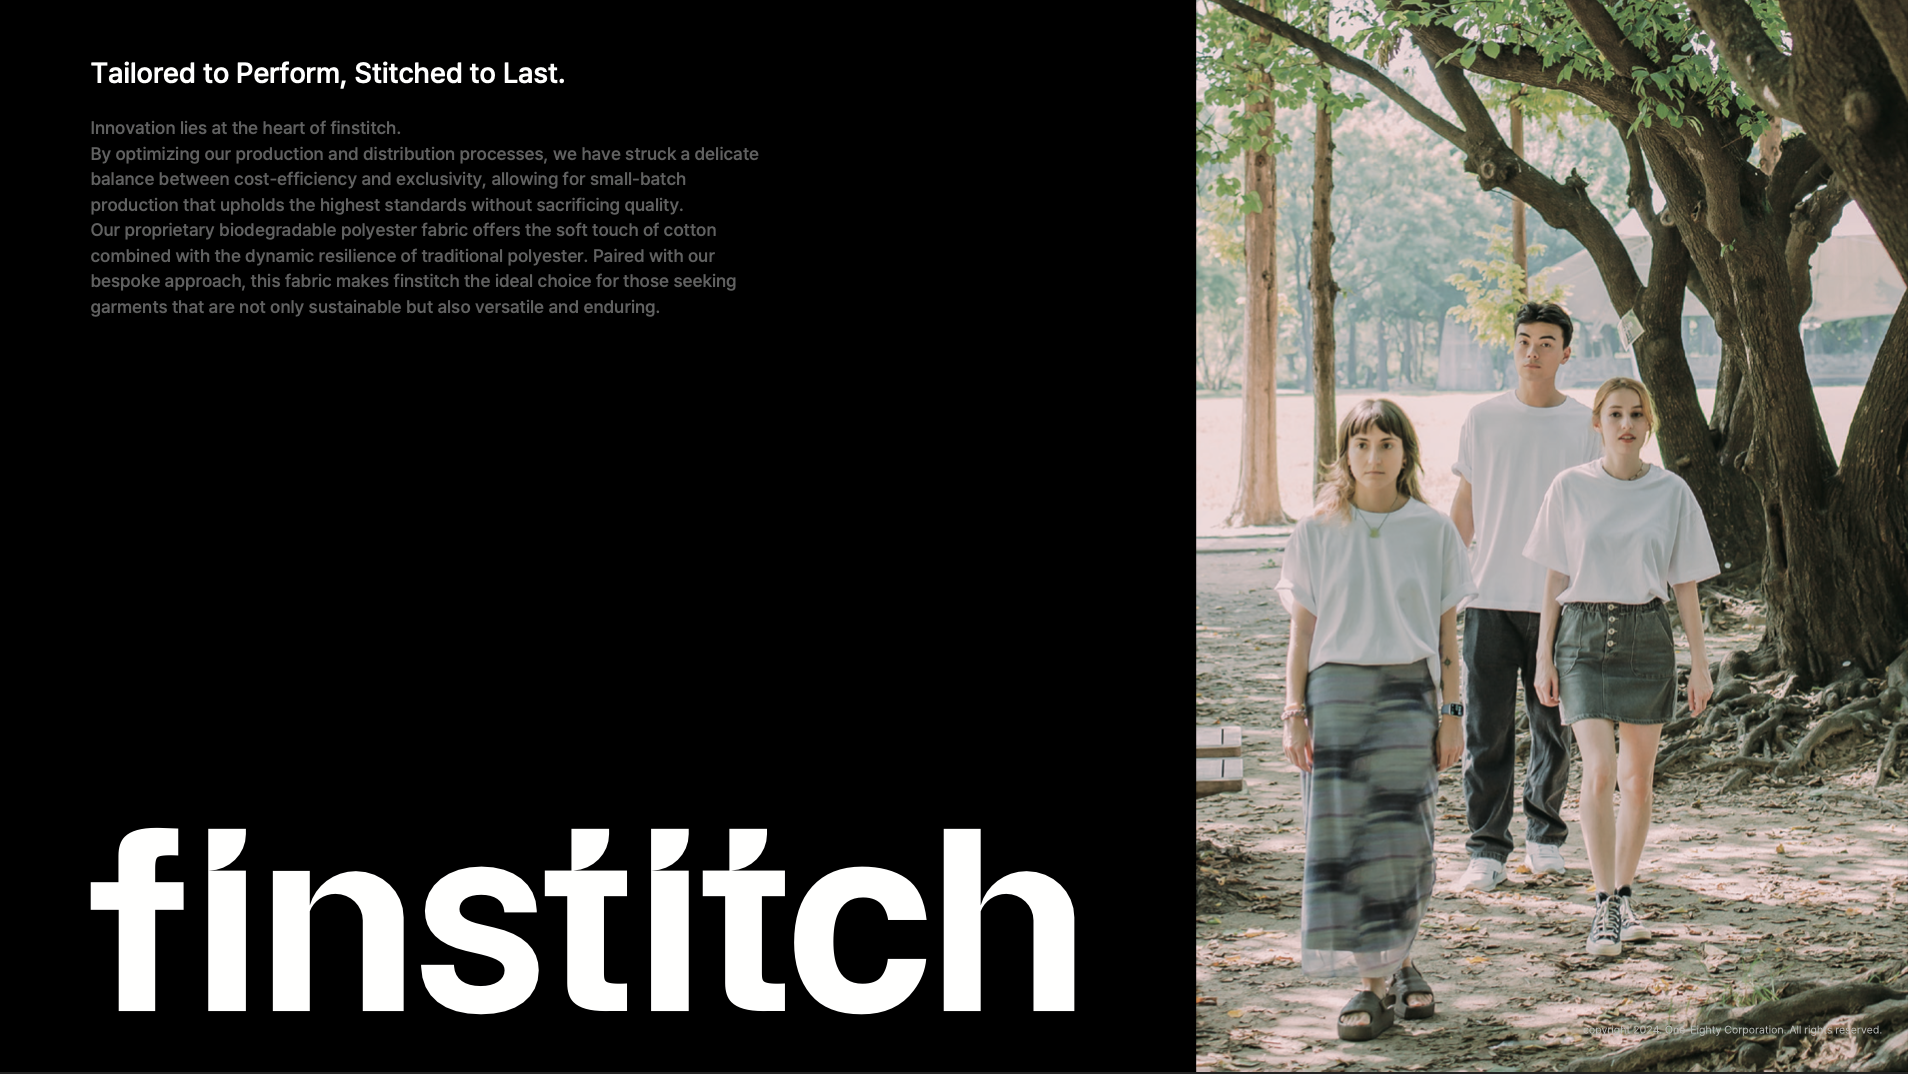 Tailored to Perform, Stitched to Last.
Innovation lies at the heart of finstitch.
By optimizing our production and distribution processes, we have struck a delicate
balance between cost-efficiency and exclusivity, allowing for small-batch
production that upholds the highest standards without sacrificing quality.
Our proprietary biodegradable polyester fabric offers the soft touch of cotton
combined with the dynamic resilience of traditional polyester. Paired with our
bespoke approach, this fabric makes finstitch the ideal choice for those seeking
garments that are not only sustainable but also versatile and enduring.
finstitch
copyright 2024. One-Eighty Corporation. All rights reserved.